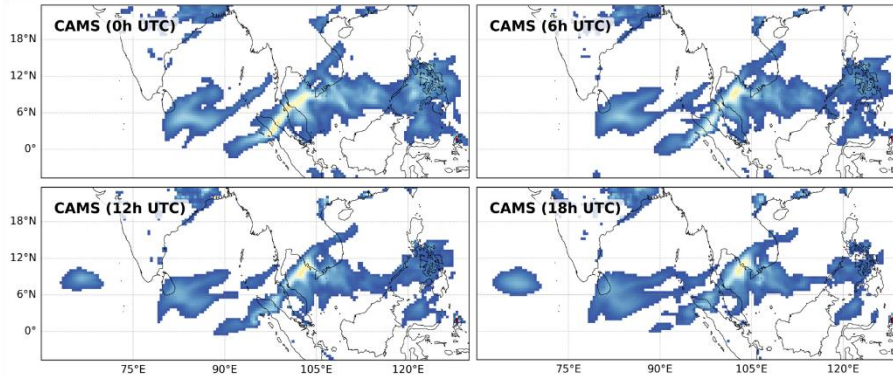 CAMS (0h UTC)
CAMS (6h UTC)
18°N
12°N
6°N
0°
CAMS (12h UTC)
CAMS (18h UTC)
18°N
12°N
6°N
0°
75°E 90°E 105°E 120°E 75°E 90°E 105°E 120°E